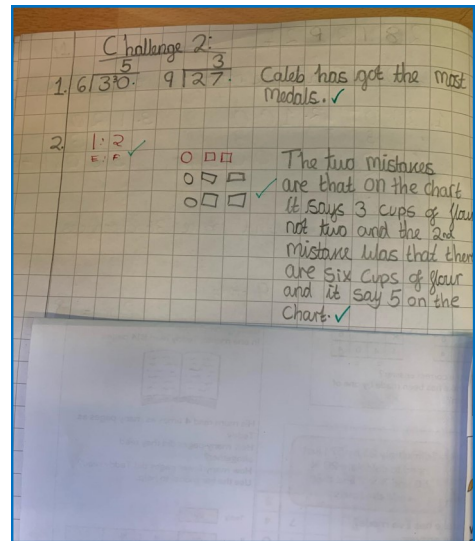 Challenge 2:
1. 5 3
6)30. 9)27. Caleb has got the most
medals. ✓
2. 1:2 ✓
E:F
The two mistakes
are that on the chart
it says 3 cups of flour
not two and the 2nd
mistake was that ther
are six cups of flour
and it say 5 on the
chart. ✓